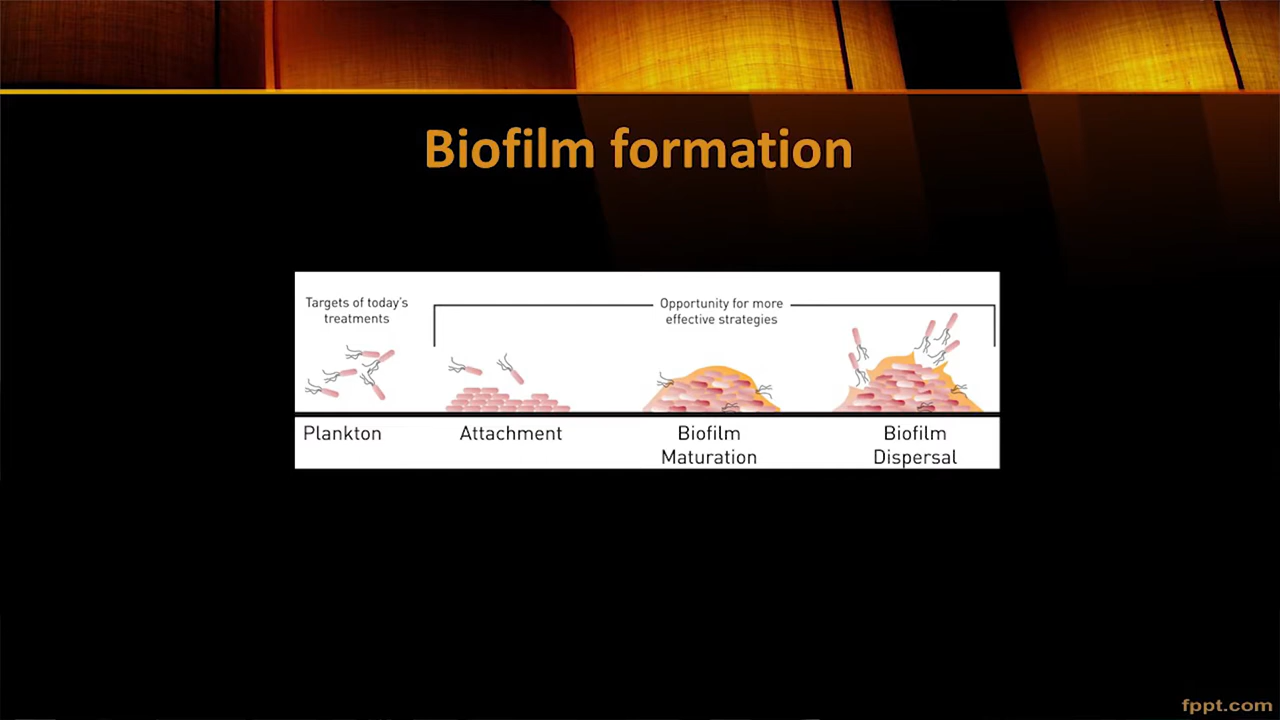 Biofilm formation
Targets of today's
treatments
Opportunity for more
effective strategies
Plankton
Attachment
Biofilm
Maturation
Biofilm
Dispersal
fppt.com